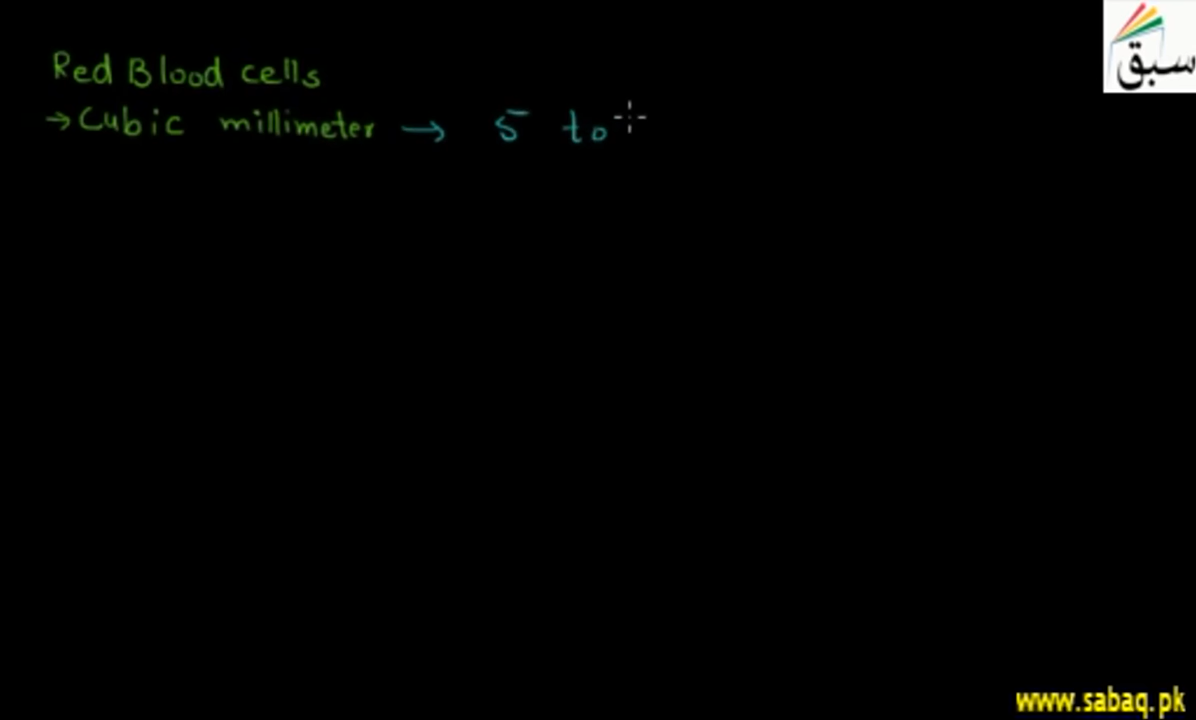 سبق
Red Blood cells
→ Cubic millimeter → 5 to
www.sabaq.pk